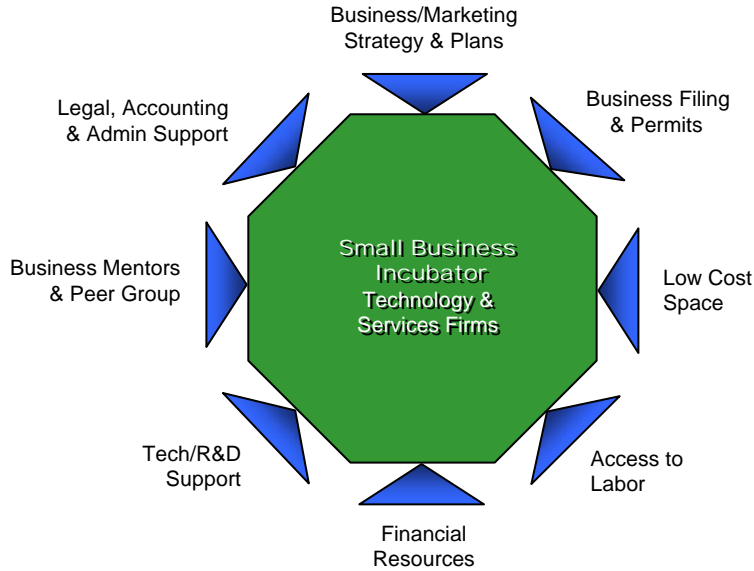 Business/Marketing
Strategy & Plans
Legal, Accounting
& Admin Support
Business Filing
& Permits
Small Business
Incubator
Technology &
Services Firms
Business Mentors
& Peer Group
Low Cost
Space
Tech/R&D
Support
Access to
Labor
Financial
Resources